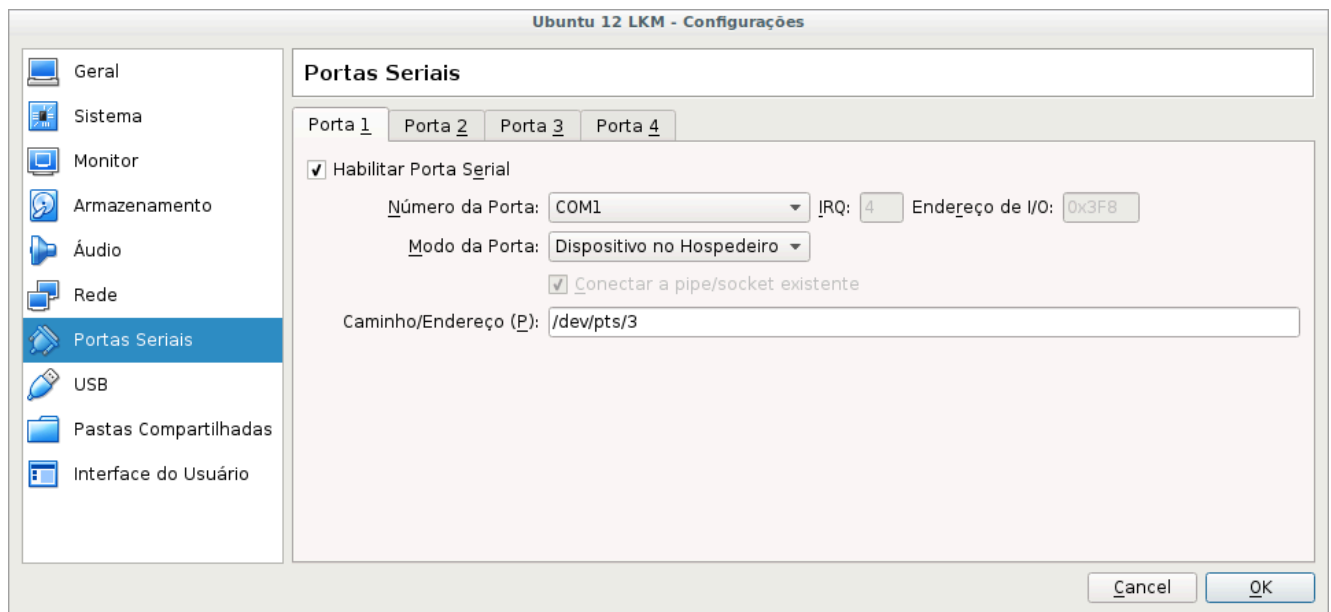 Ubuntu 12 LKM - Configurações
Geral
Sistema
Monitor
Armazenamento
Áudio
Rede
Portas Seriais
USB
Pastas Compartilhadas
Interface do Usuário
Portas Seriais
Porta 1 Porta 2 Porta 3 Porta 4
Habilitar Porta Serial
Número da Porta: COM1 IRQ: 4 Endereço de I/O: 0x3F8
Modo da Porta: Dispositivo no Hospedeiro
Conectar a pipe/socket existente
Caminho/Endereço (P): /dev/pts/3
Cancel OK